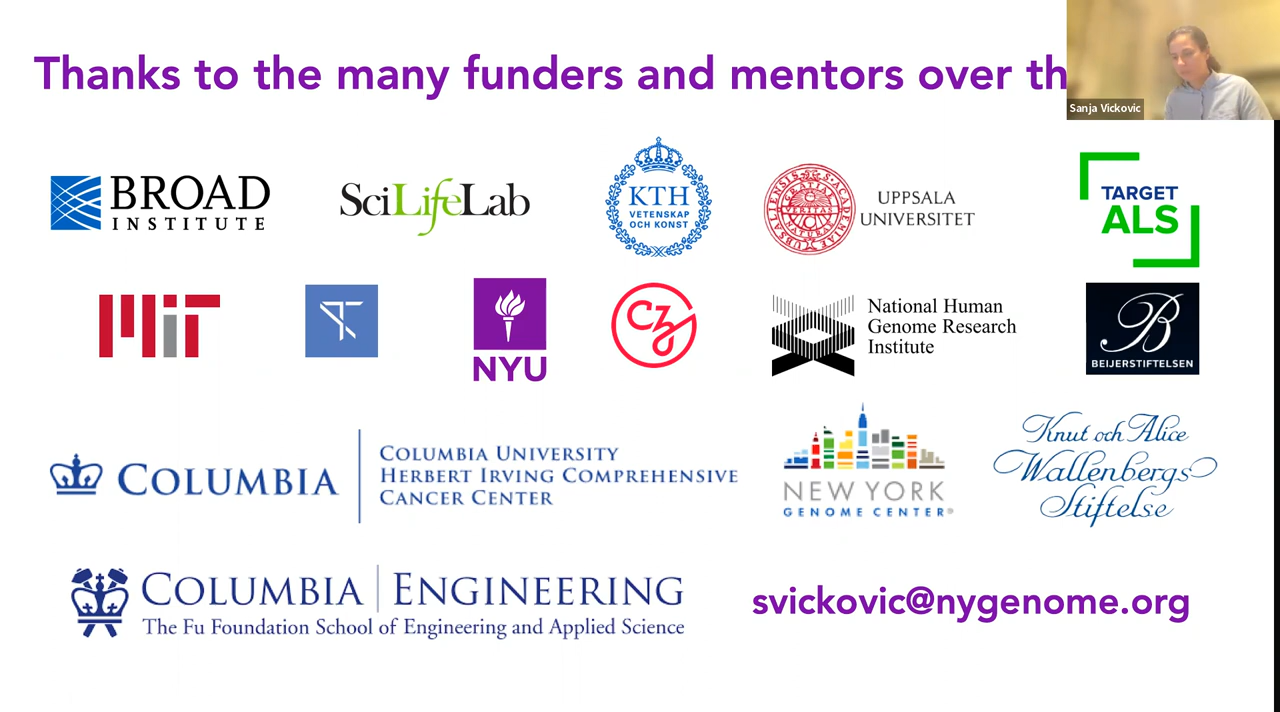 Thanks to the many funders and mentors over th
Sanja Vickovic
BROAD
INSTITUTE
SciLifeLab
KTH
VETENSKAP
OCH KONST
UPPSALA
UNIVERSITET
TARGET
ALS
MiT
NYU
CZ
National Human
Genome Research
Institute
B
BEIJERSTIFTELSEN
COLUMBIA
COLUMBIA UNIVERSITY
HERBERT IRVING COMPREHENSIVE
CANCER CENTER
NEW YORK
GENOME CENTER®
Knut och Alice
Wallenbergs
Stiftelse
COLUMBIA | ENGINEERING
The Fu Foundation School of Engineering and Applied Science
svickovic@nygenome.org